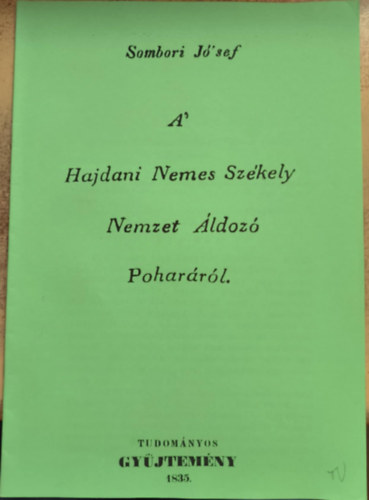 Sombori Jó'sef
A'
Hajdani Nemes Székely
Nemzet Áldozó
Poharáról.
TUDOMÁNYOS
GYŰJTEMÉNY
1835.